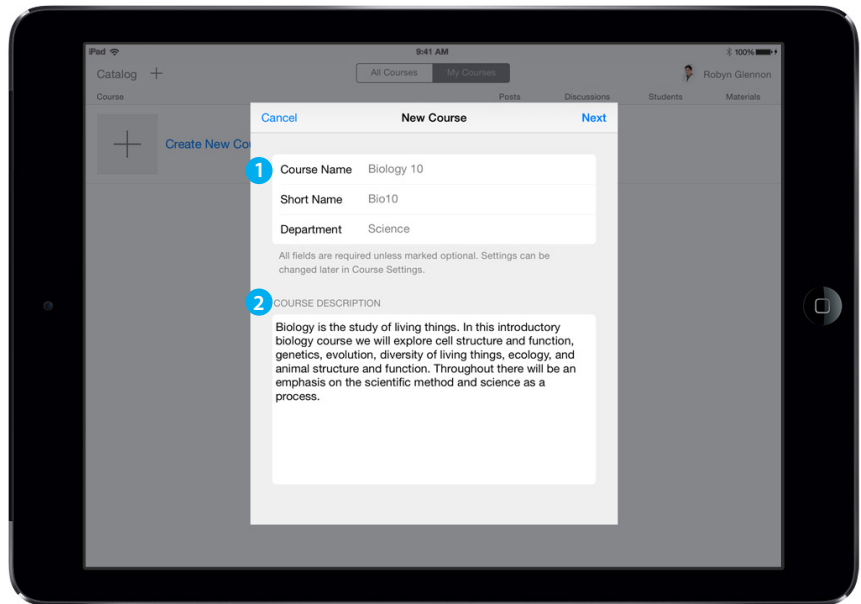 iPad 9:41 AM 100%
Catalog + All Courses My Courses Robyn Glennon
Course Posts Discussions Students Materials
Cancel New Course Next
Create New Cou
1 Course Name Biology 10
Short Name Bio10
Department Science
All fields are required unless marked optional. Settings can be
changed later in Course Settings.
2 COURSE DESCRIPTION
Biology is the study of living things. In this introductory
biology course we will explore cell structure and function,
genetics, evolution, diversity of living things, ecology, and
animal structure and function. Throughout there will be an
emphasis on the scientific method and science as a
process.